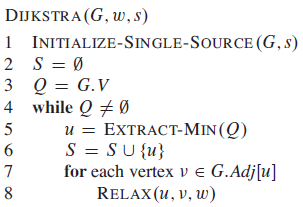 DIJKSTRA(G, w, s)
1 INITIALIZE-SINGLE-SOURCE(G, s)
2 S = ∅
3 Q = G.V
4 while Q ≠ ∅
5 u = EXTRACT-MIN(Q)
6 S = S ∪ {u}
7 for each vertex v ∈ G.Adj[u]
8 RELAX(u, v, w)